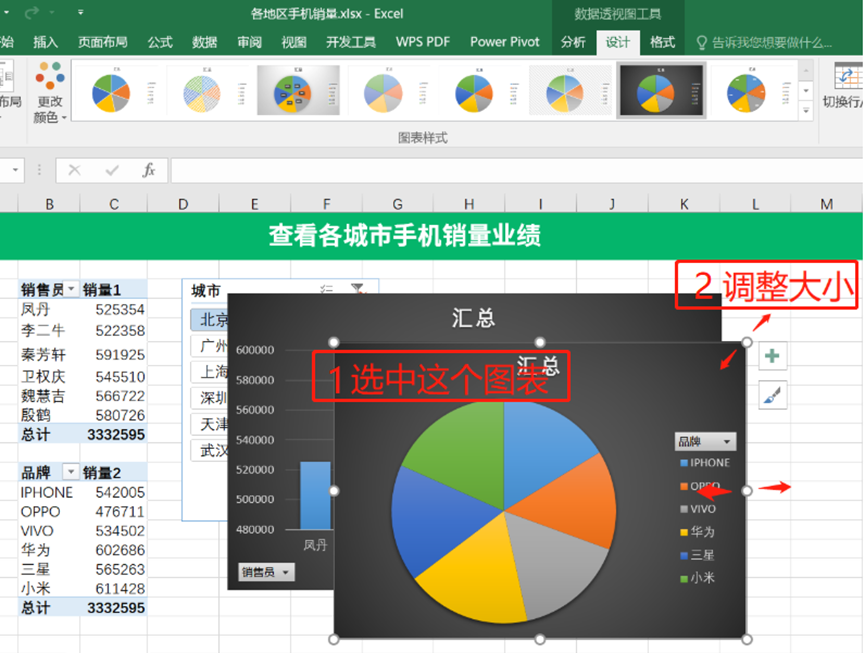 各地区手机销量.xlsx - Excel
数据透视图工具
始 插入 页面布局 公式 数据 审阅 视图 开发工具 WPS PDF Power Pivot 分析 设计 格式 告诉我您想要做什么...
布局
更改
颜色
切换行/
图表样式
fx
B C D E F G H I J K L M
查看各城市手机销量业绩
销售员 销量1
凤丹 525354
李二牛 522358
秦芳轩 591925
卫权庆 545510
魏慧吉 566722
殷鹤 580726
总计 3332595
品牌 销量2
IPHONE 542005
OPPO 476711
VIVO 534502
华为 602686
三星 565263
小米 611428
总计 3332595
城市
北京
广州
上海
深圳
天津
武汉
汇总
600000
580000
560000
540000
520000
500000
480000
凤丹
销售员
汇总
1 选中这个图表
2 调整大小
品牌
IPHONE
OPPO
VIVO
华为
三星
小米